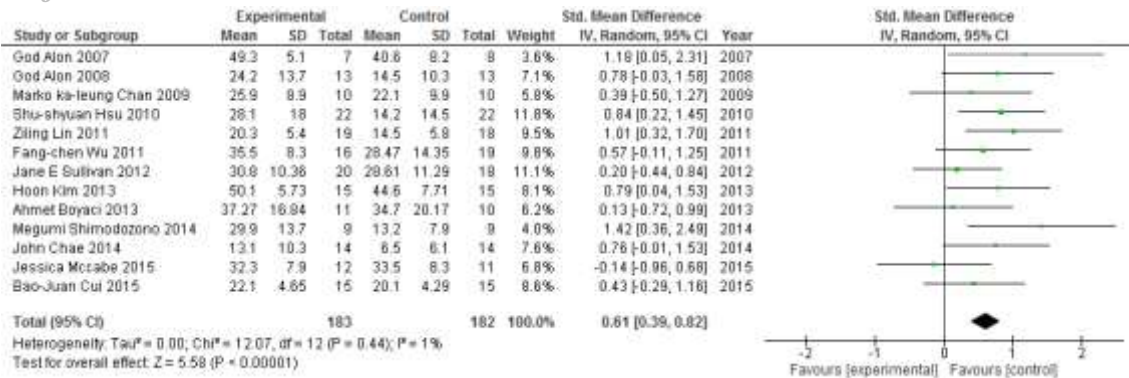 Experimental Control Std. Mean Difference Std. Mean Difference
Study or Subgroup Mean SD Total Mean SD Total Weight IV, Random, 95% CI Year IV, Random, 95% CI
God Alon 2007 49.3 5.1 7 40.6 8.2 8 3.6% 1.18 [0.05, 2.31] 2007
God Alon 2008 24.2 13.7 13 14.5 10.3 13 7.1% 0.78 [-0.03, 1.58] 2008
Marko ka-leung Chan 2009 25.9 8.9 10 22.1 9.9 10 5.8% 0.39 [-0.50, 1.27] 2009
Shu-shyuan Hsu 2010 28.1 18 22 14.2 14.5 22 11.8% 0.84 [0.22, 1.45] 2010
Ziling Lin 2011 20.3 5.4 19 14.5 5.8 18 9.5% 1.01 [0.32, 1.70] 2011
Fang-chen Wu 2011 35.5 8.3 16 28.47 14.35 19 9.8% 0.57 [-0.11, 1.25] 2011
Jane E Sullivan 2012 30.8 10.36 20 28.61 11.29 18 11.1% 0.20 [-0.44, 0.84] 2012
Hoon Kim 2013 50.1 5.73 15 44.6 7.71 15 8.1% 0.79 [0.04, 1.53] 2013
Ahmet Boyaci 2013 37.27 16.84 11 34.7 20.17 10 6.2% 0.13 [-0.72, 0.99] 2013
Megumi Shimodozono 2014 29.9 13.7 9 13.2 7.9 9 4.0% 1.42 [0.36, 2.49] 2014
John Chae 2014 13.1 10.3 14 6.5 6.1 14 7.6% 0.76 [-0.01, 1.53] 2014
Jessica Mccabe 2015 32.3 7.9 12 33.5 8.3 11 6.8% -0.14 [-0.96, 0.68] 2015
Bao-Juan Cui 2015 22.1 4.65 15 20.1 4.29 15 8.6% 0.43 [-0.29, 1.16] 2015
Total (95% CI) 183 182 100.0% 0.61 [0.39, 0.82]
Heterogeneity: Tau² = 0.00; Chi² = 12.07, df = 12 (P = 0.44); I² = 1%
Test for overall effect: Z = 5.58 (P < 0.00001)
-2 -1 0 1 2
Favours [experimental] Favours [control]